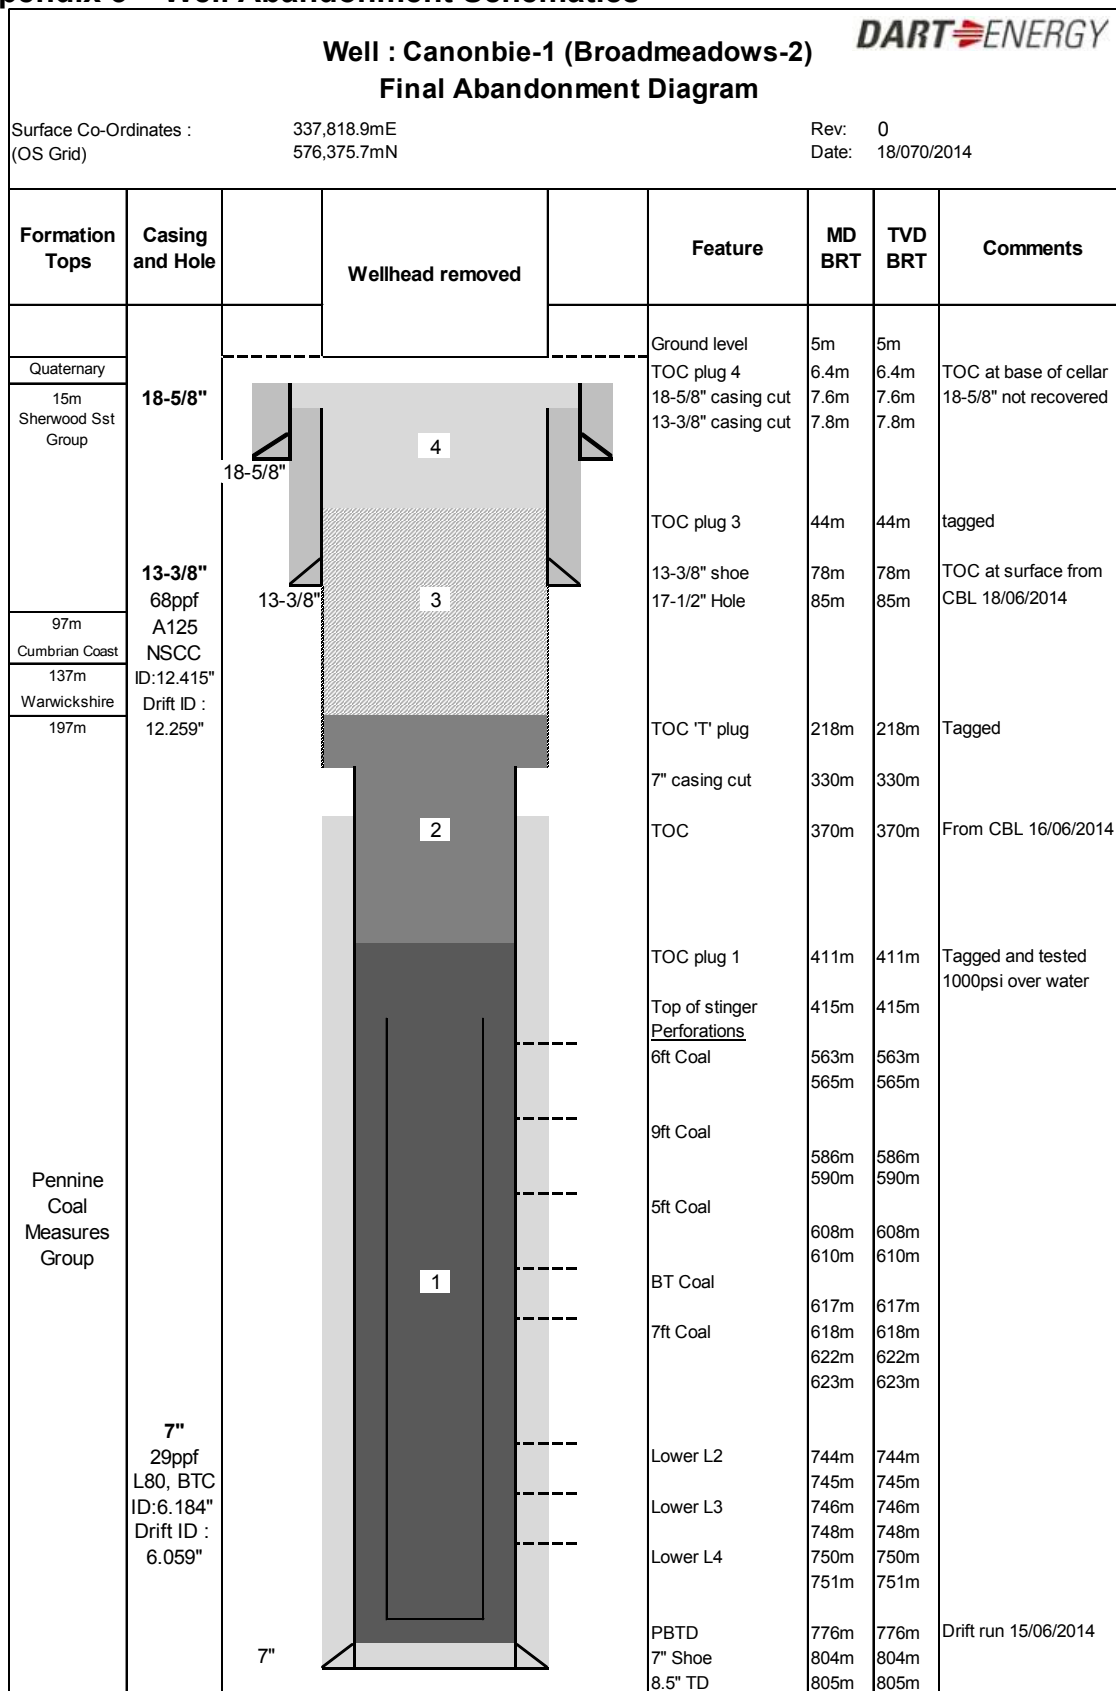 Well : Canonbie-1 (Broadmeadows-2)
DART ENERGY
Final Abandonment Diagram
Surface Co-Ordinates : 337,818.9mE Rev: 0
(OS Grid) 576,375.7mN Date: 18/070/2014
Formation Tops
Casing and Hole
Wellhead removed
Feature
MD BRT
TVD BRT
Comments
Ground level 5m 5m
Quaternary
TOC plug 4 6.4m 6.4m TOC at base of cellar
15m
18-5/8"
18-5/8" casing cut 7.6m 7.6m 18-5/8" not recovered
Sherwood Sst
Group
13-3/8" casing cut 7.8m 7.8m
4
18-5/8"
TOC plug 3 44m 44m tagged
13-3/8"
13-3/8" shoe 78m 78m TOC at surface from
68ppf
13-3/8"
3
17-1/2" Hole 85m 85m CBL 18/06/2014
97m
A125
Cumbrian Coast
NSCC
137m
ID:12.415"
Warwickshire
Drift ID :
197m
12.259"
TOC 'T' plug 218m 218m Tagged
7" casing cut 330m 330m
2
TOC 370m 370m From CBL 16/06/2014
TOC plug 1 411m 411m Tagged and tested
1000psi over water
Top of stinger 415m 415m
Perforations
6ft Coal 563m 563m
565m 565m
9ft Coal
586m 586m
590m 590m
Pennine
Coal
Measures
Group
5ft Coal
608m 608m
610m 610m
1
BT Coal
617m 617m
7ft Coal 618m 618m
622m 622m
623m 623m
7"
29ppf
L80, BTC
ID:6.184"
Drift ID :
6.059"
Lower L2 744m 744m
745m 745m
Lower L3 746m 746m
748m 748m
Lower L4 750m 750m
751m 751m
PBTD 776m 776m Drift run 15/06/2014
7"
7" Shoe 804m 804m
8.5" TD 805m 805m